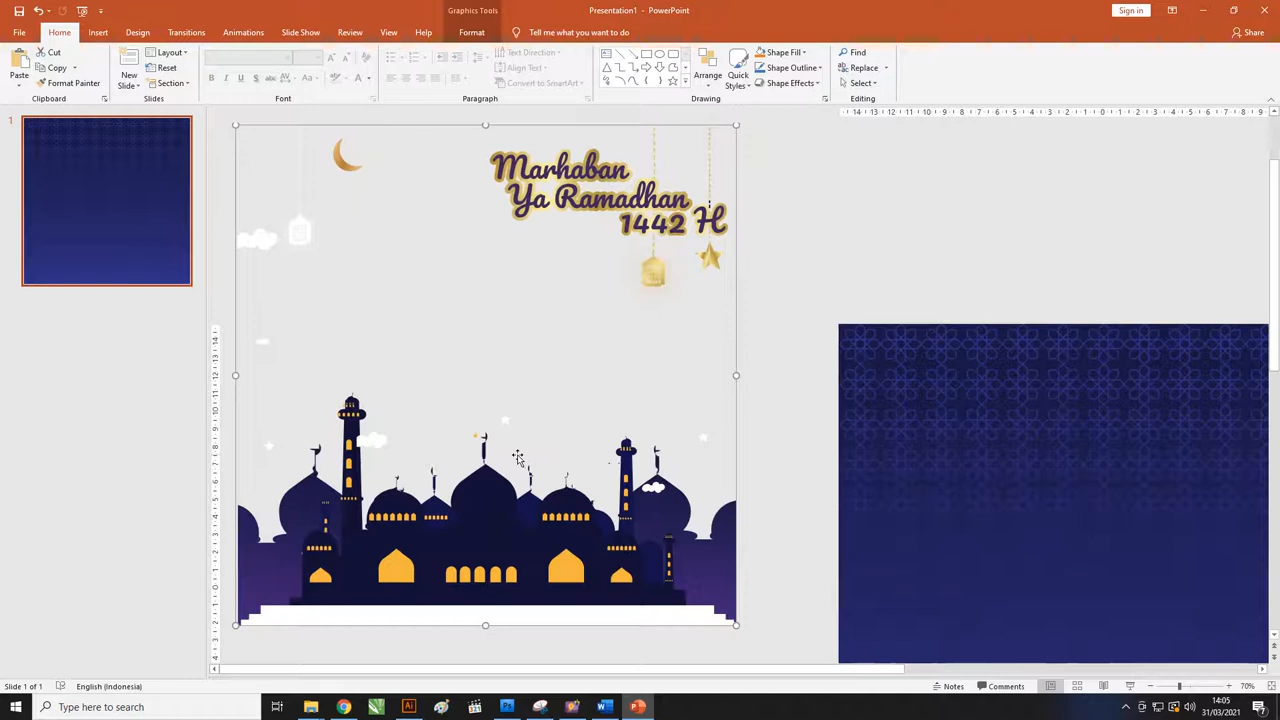 Graphics Tools
Presentation1 - PowerPoint
Sign in
File
Home
Insert
Design
Transitions
Animations
Slide Show
Review
View
Help
Format
Tell me what you want to do
Share
Paste
Cut
Copy
Format Painter
Clipboard
New
Slide
Layout
Reset
Section
Slides
Font
Text Direction
Align Text
Convert to SmartArt
Paragraph
Arrange
Quick
Styles
Shape Fill
Shape Outline
Shape Effects
Drawing
Find
Replace
Select
Editing
1
Marhaban
Ya Ramadhan
1442 H
Slide 1 of 1
English (Indonesia)
Notes
Comments
70%
Type here to search
14:05
31/03/2021